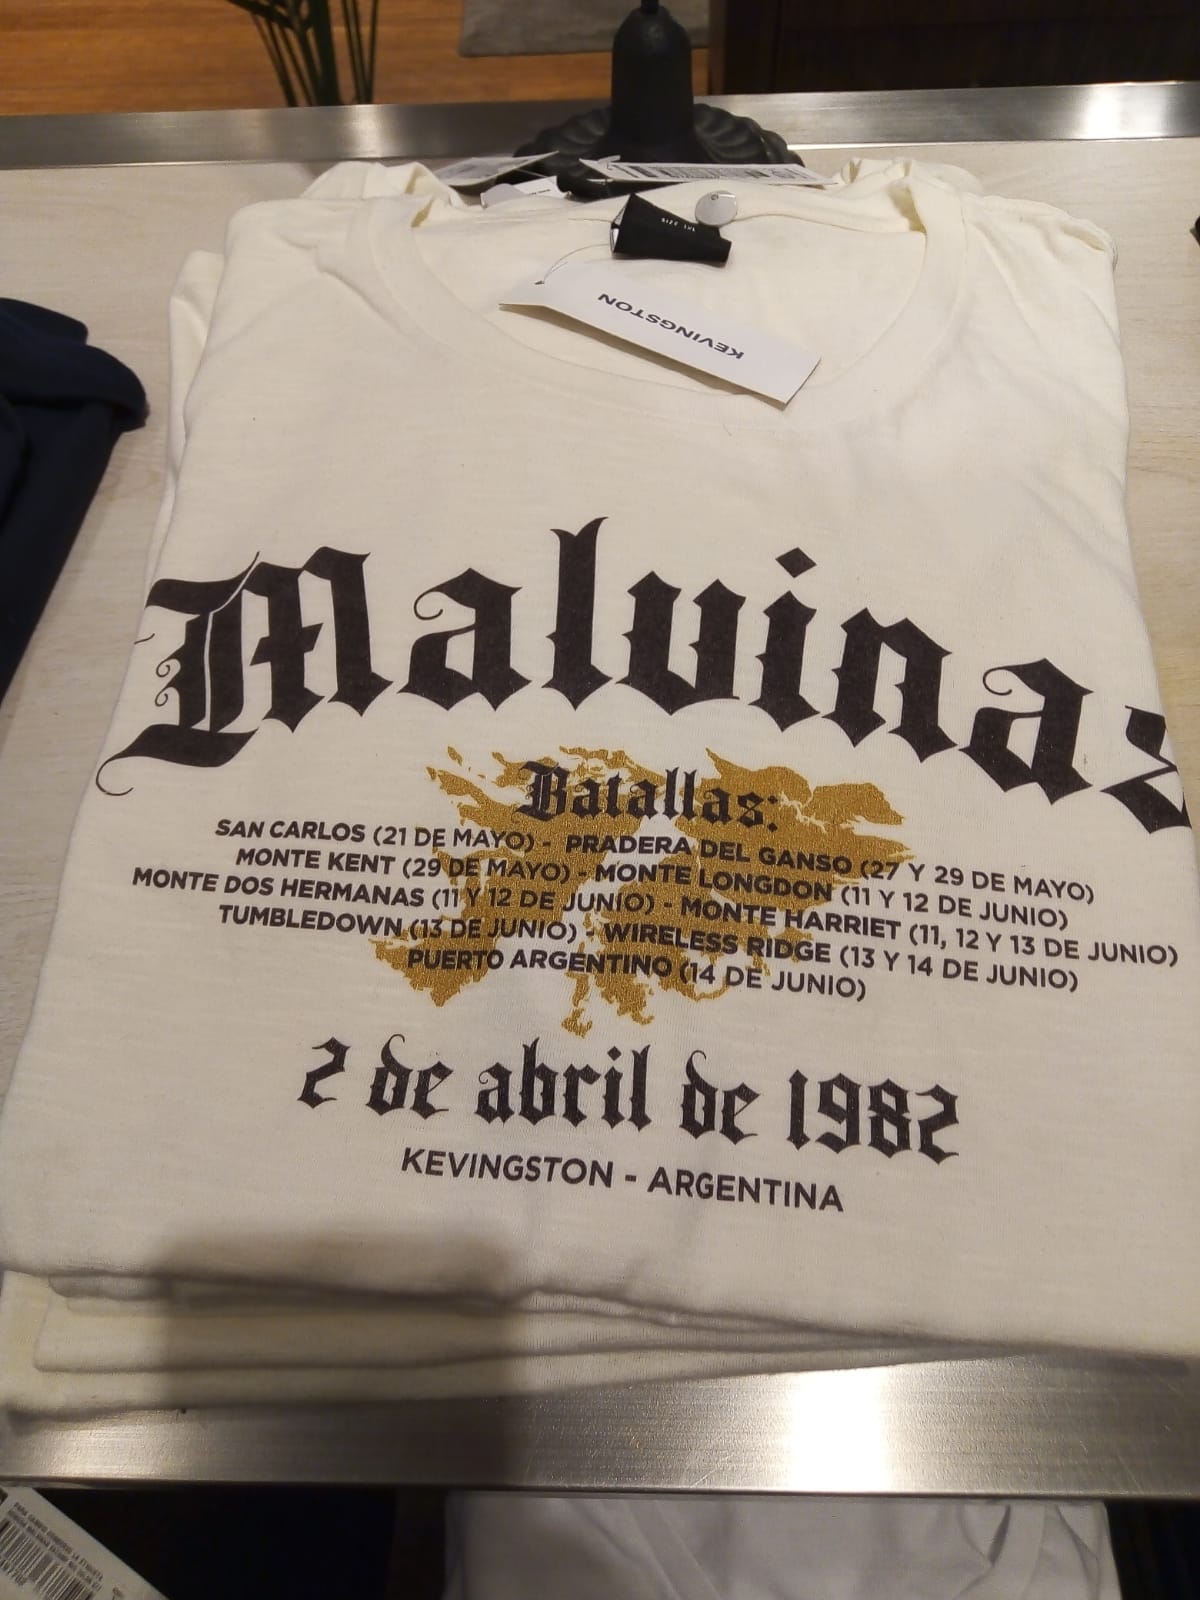 KEVINGSTON
Malvinas
Batallas:
SAN CARLOS (21 DE MAYO) - PRADERA DEL GANSO (27 Y 29 DE MAYO)
MONTE KENT (29 DE MAYO) - MONTE LONGDON (11 Y 12 DE JUNIO)
MONTE DOS HERMANAS (11 Y 12 DE JUNIO) - MONTE HARRIET (11, 12 Y 13 DE JUNIO)
TUMBLEDOWN (13 DE JUNIO) - WIRELESS RIDGE (13 Y 14 DE JUNIO)
PUERTO ARGENTINO (14 DE JUNIO)
2 de abril de 1982
KEVINGSTON - ARGENTINA